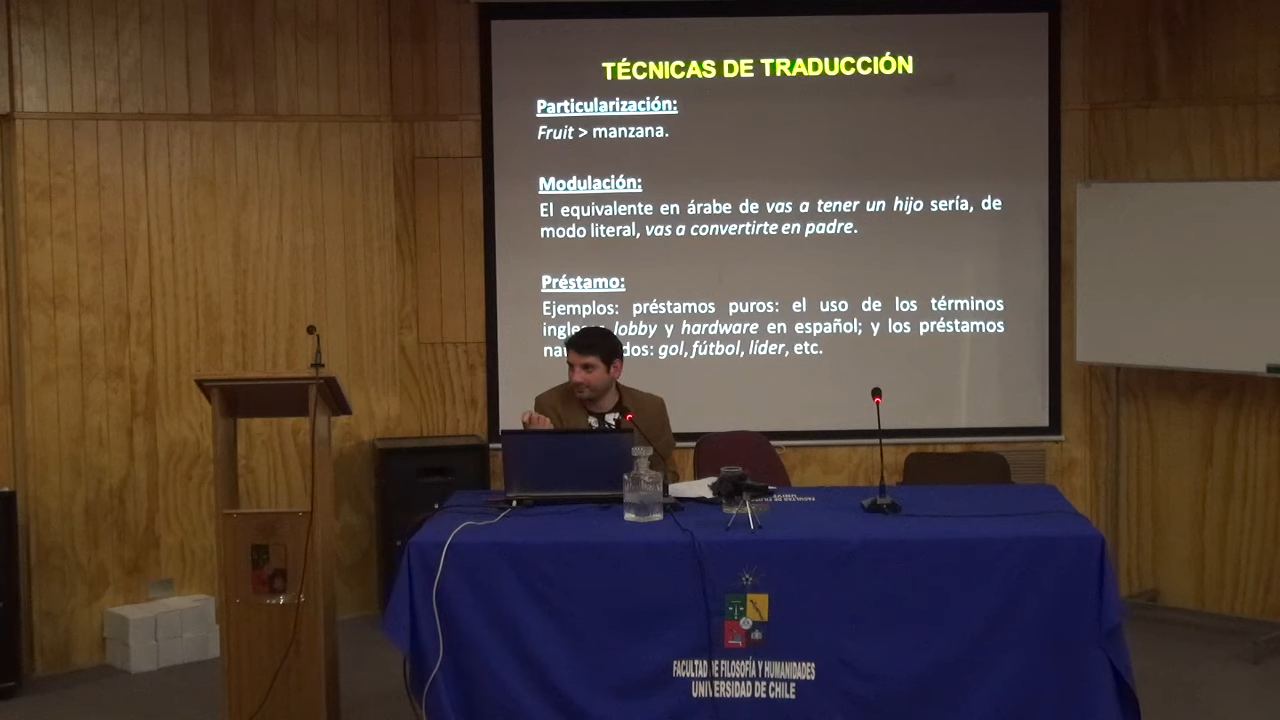 TÉCNICAS DE TRADUCCIÓN
Particularización:
Fruit > manzana.
Modulación:
El equivalente en árabe de vas a tener un hijo sería, de
modo literal, vas a convertirte en padre.
Préstamo:
Ejemplos: préstamos puros: el uso de los términos
lobby y hardware en español; y los préstamos
gol, fútbol, líder, etc.
FACULTAD DE FILOSOFÍA Y HUMANIDADES
UNIVERSIDAD DE CHILE